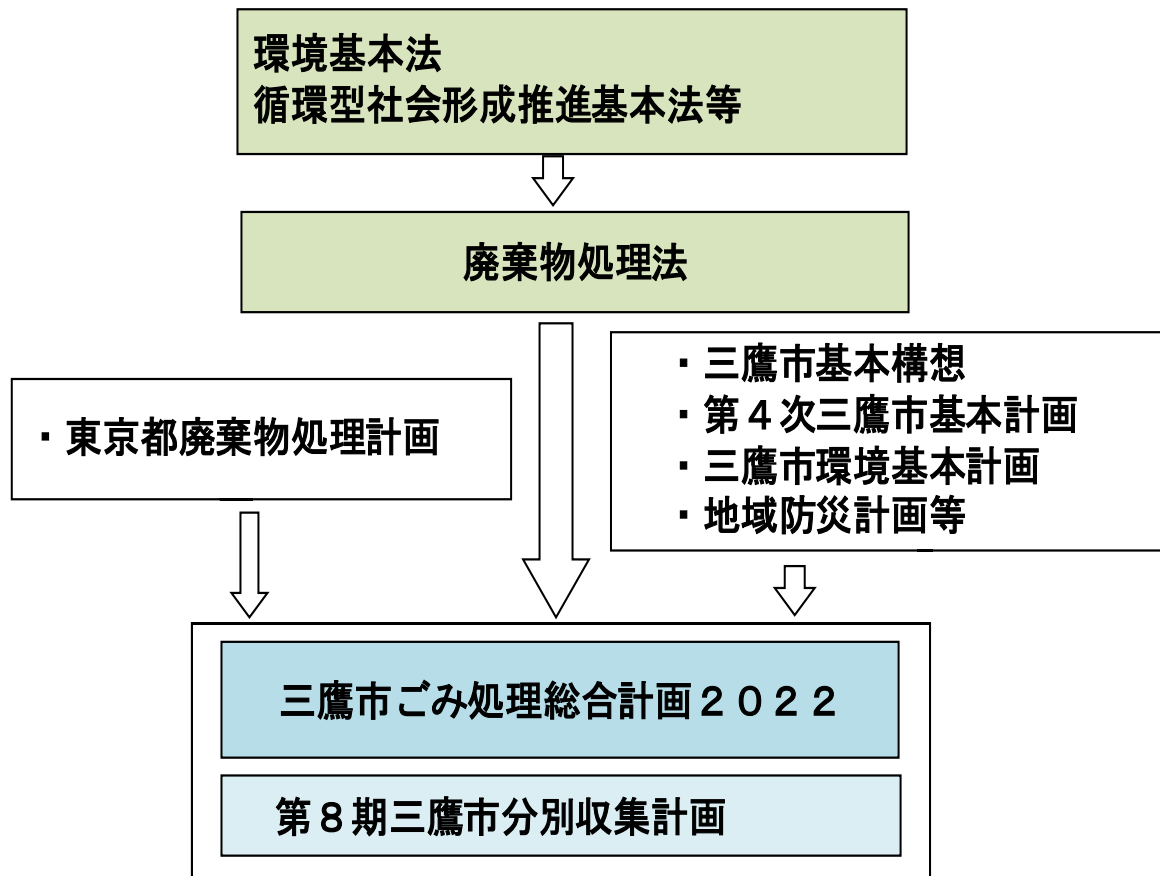 環境基本法
循環型社会形成推進基本法等
廃棄物処理法
・東京都廃棄物処理計画
・三鷹市基本構想
・第４次三鷹市基本計画
・三鷹市環境基本計画
・地域防災計画等
三鷹市ごみ処理総合計画２０２２
第８期三鷹市分別収集計画